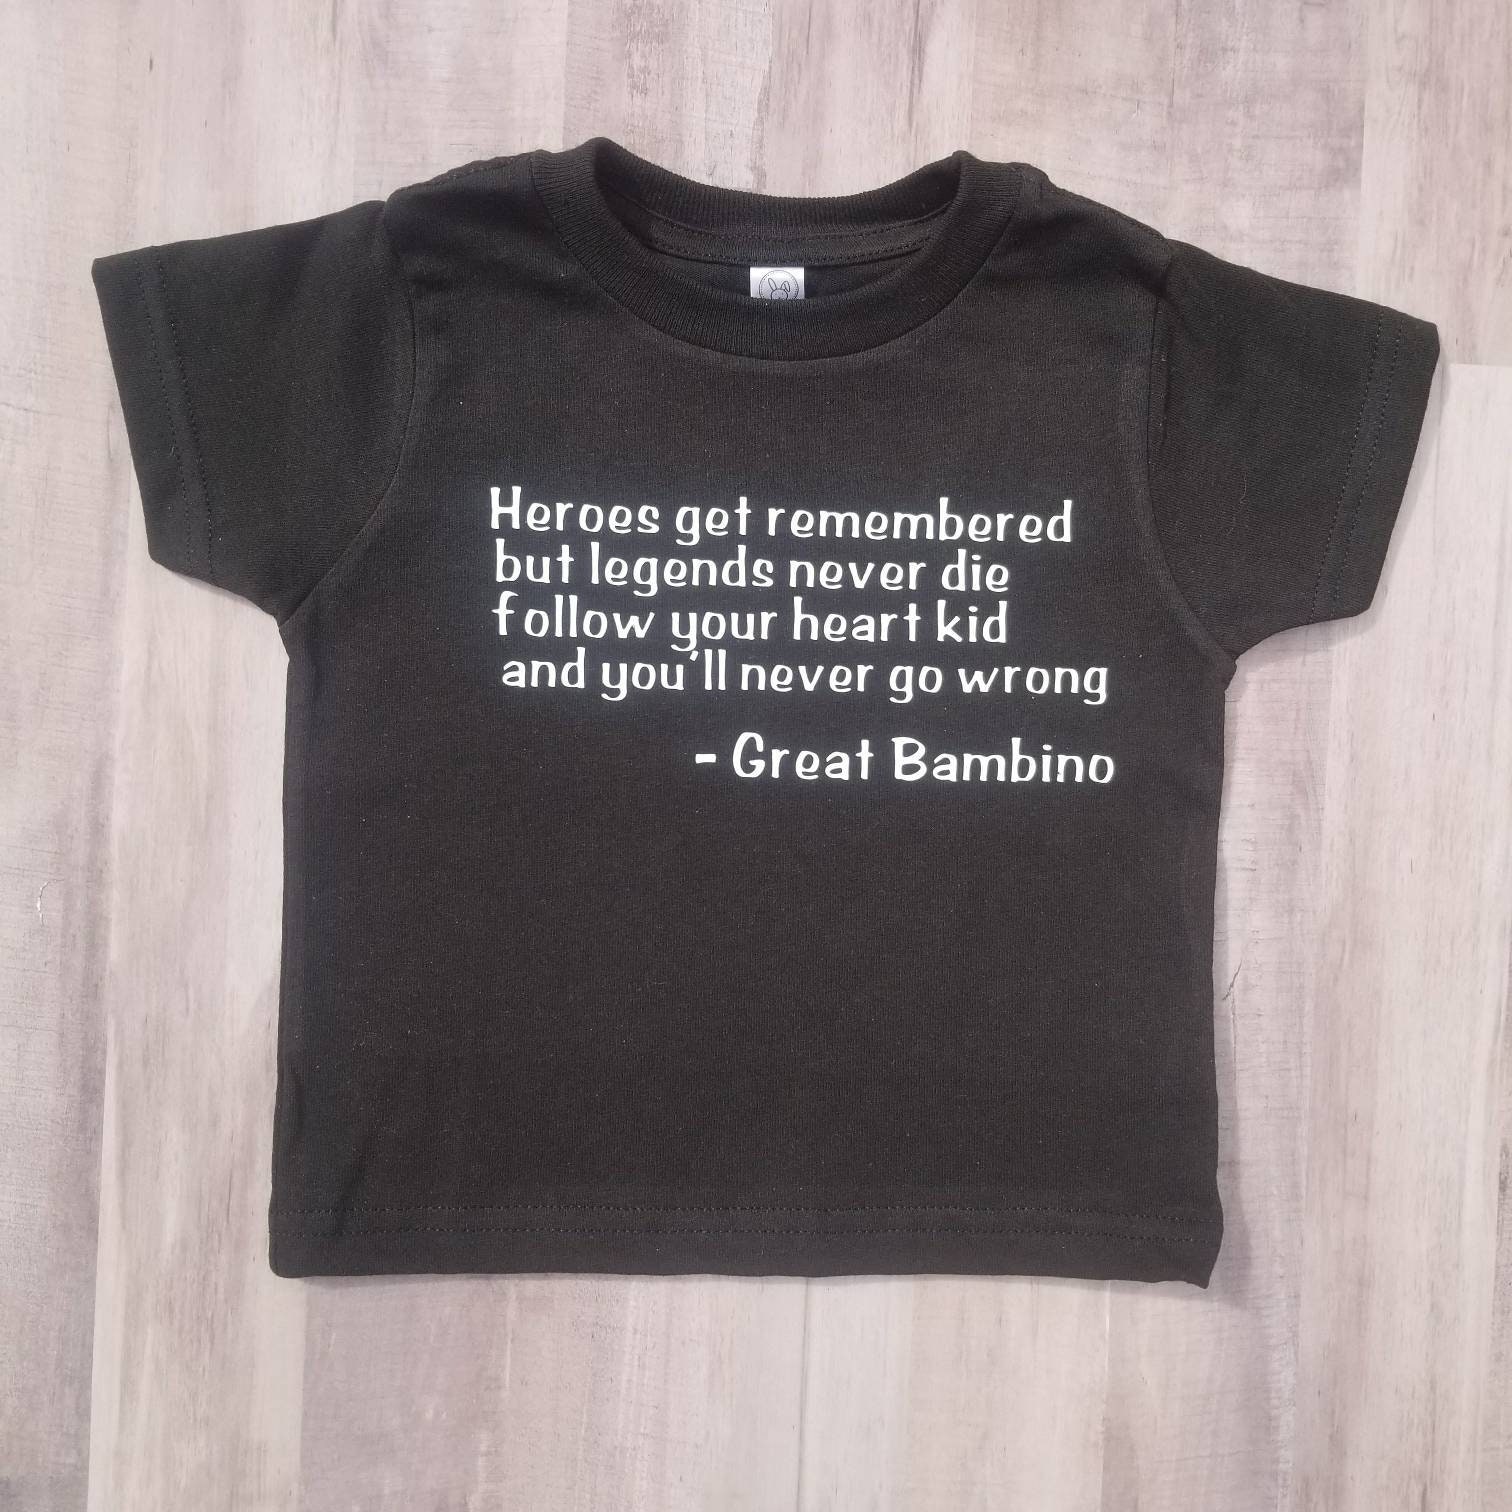 Heroes get remembered
but legends never die
follow your heart kid
and you'll never go wrong
- Great Bambino